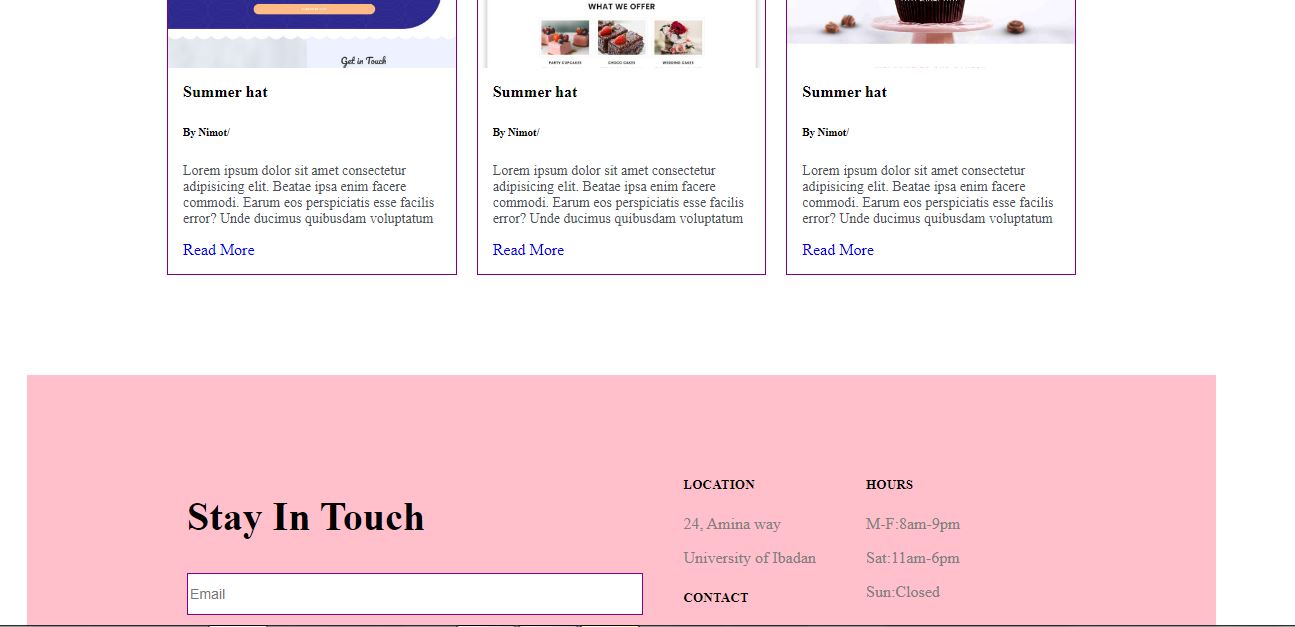 Get in Touch
WHAT WE OFFER
PARTY CUPCAKES
CHOCO CAKES
WEDDING CAKES
Summer hat
By Nimot/
Lorem ipsum dolor sit amet consectetur
adipisicing elit. Beatae ipsa enim facere
commodi. Earum eos perspiciatis esse facilis
error? Unde ducimus quibusdam voluptatum
Read More
Summer hat
By Nimot/
Lorem ipsum dolor sit amet consectetur
adipisicing elit. Beatae ipsa enim facere
commodi. Earum eos perspiciatis esse facilis
error? Unde ducimus quibusdam voluptatum
Read More
Summer hat
By Nimot/
Lorem ipsum dolor sit amet consectetur
adipisicing elit. Beatae ipsa enim facere
commodi. Earum eos perspiciatis esse facilis
error? Unde ducimus quibusdam voluptatum
Read More
Stay In Touch
Email
LOCATION
24, Amina way
University of Ibadan
CONTACT
HOURS
M-F:8am-9pm
Sat:11am-6pm
Sun:Closed